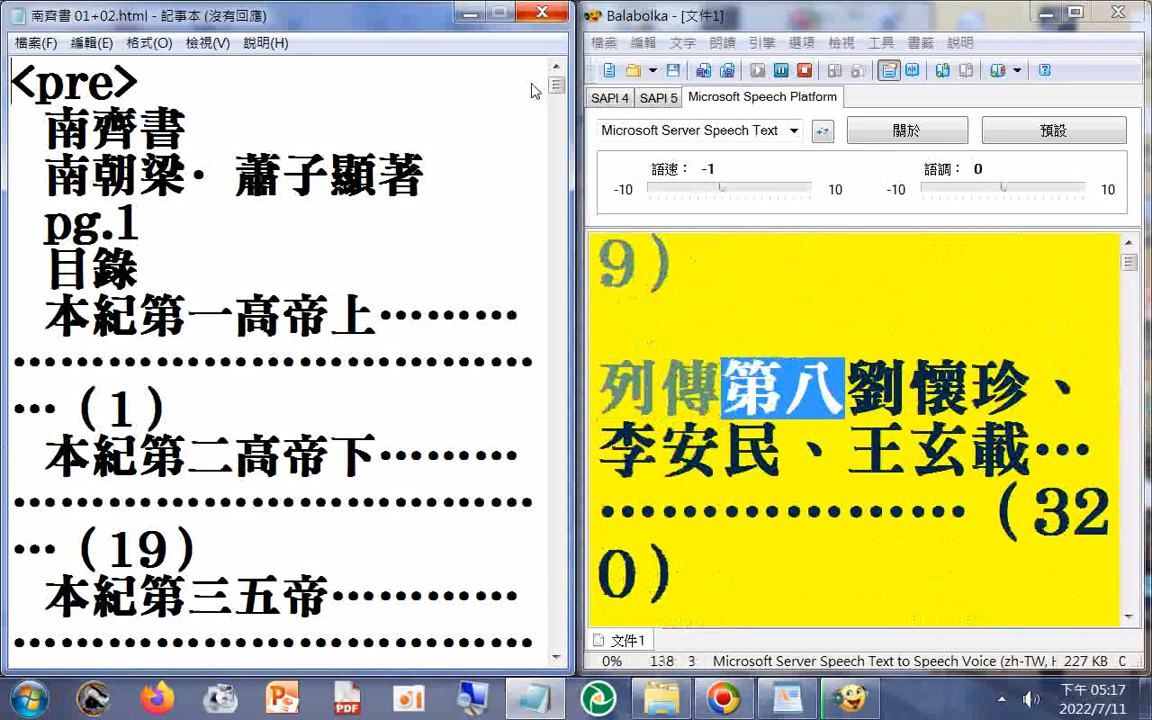 南齊書 01+02.html - 記事本 (沒有回應)
檔案(F) 編輯(E) 格式(O) 檢視(V) 說明(H)
<pre>
南齊書
南朝梁· 蕭子顯著
pg.1
目錄
本紀第一高帝上………
………………………………
…（1）
本紀第二高帝下………
………………………………
…（19）
本紀第三五帝…………
………………………………
Balabolka - [文件1]
檔案 編輯 文字 朗讀 引擎 選項 檢視 工具 書籤 說明
SAPI 4 SAPI 5 Microsoft Speech Platform
Microsoft Server Speech Text 關於 預設
語速： -1 語調： 0
-10 10 -10 10
9）
列傳第八劉懷珍、
李安民、王玄載…
………………（32
0）
文件1
0% 138 3 Microsoft Server Speech Text to Speech Voice (zh-TW, H 227 KB C
PDF
下午 05:17
2022/7/11